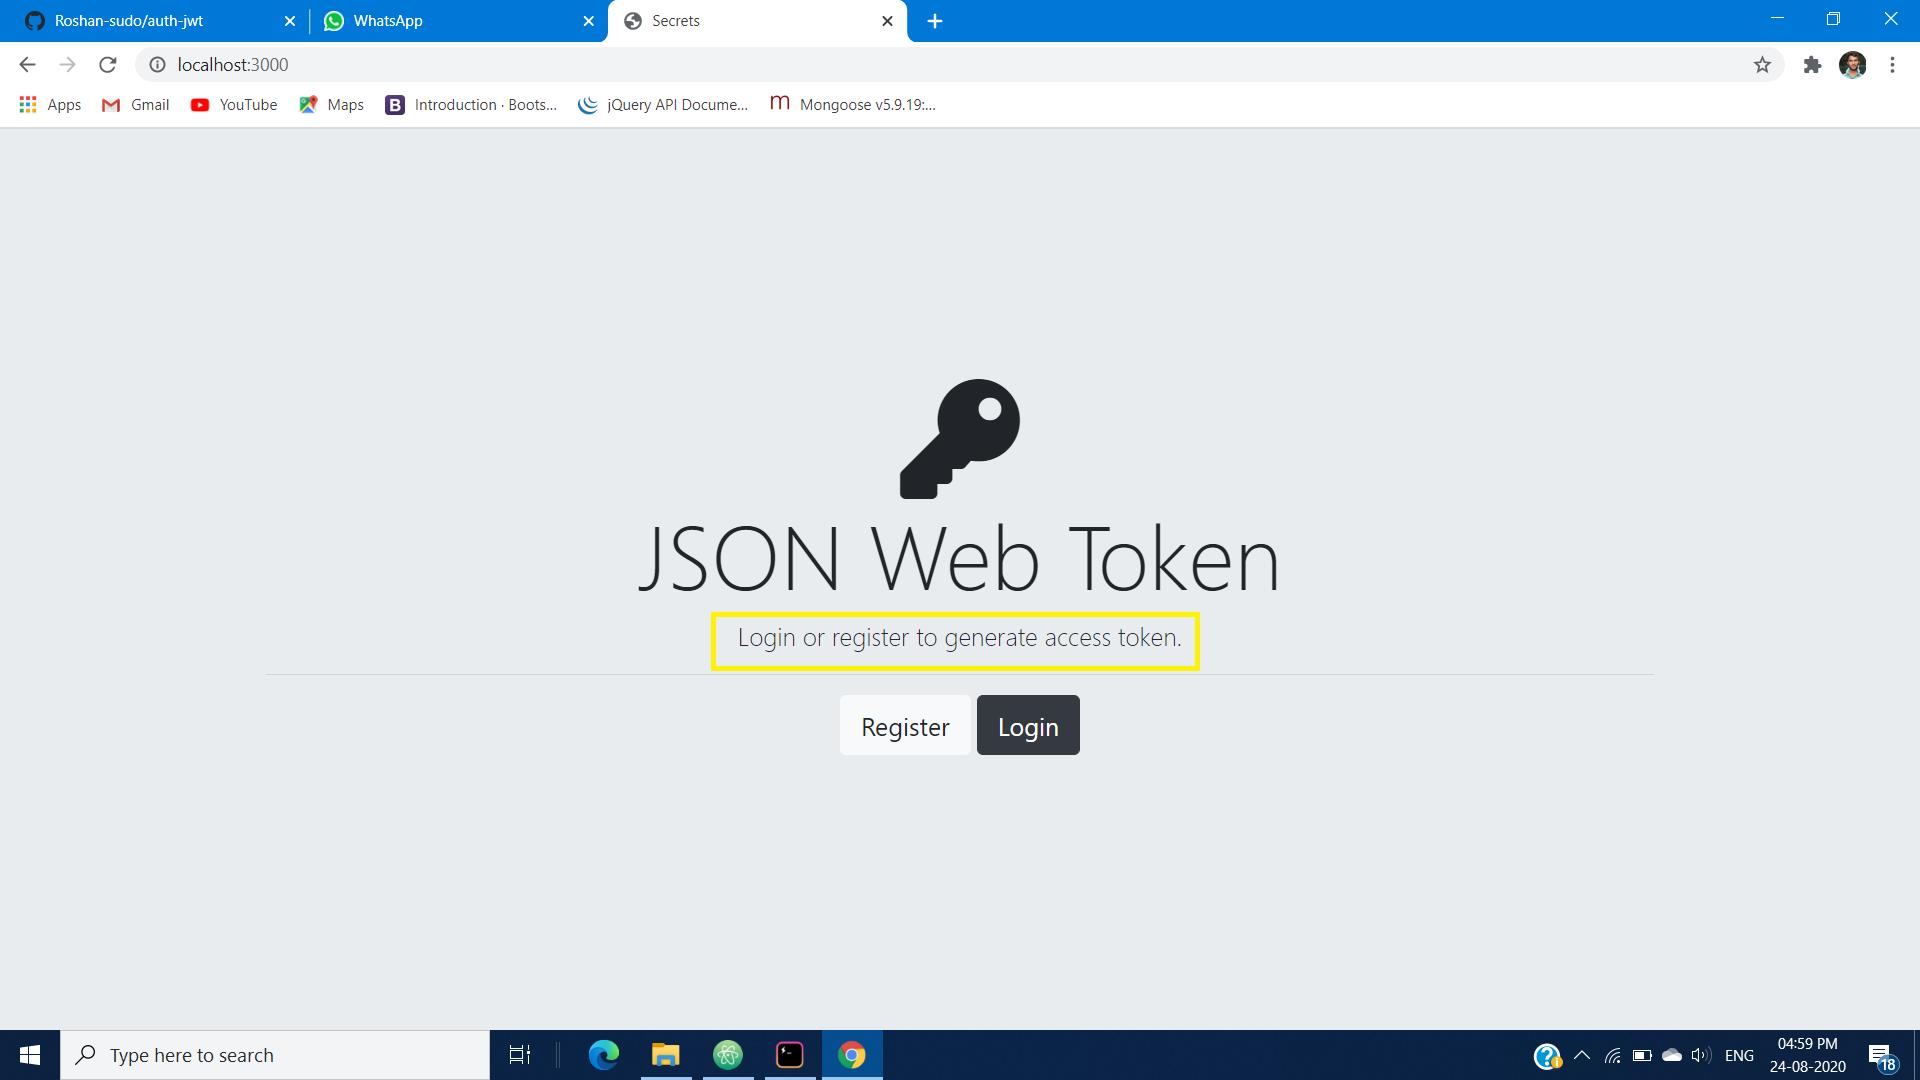 Roshan-sudo/auth-jwt
WhatsApp
Secrets
localhost:3000
Apps
Gmail
YouTube
Maps
B
Introduction · Boots...
jQuery API Docume...
m
Mongoose v5.9.19:...
JSON Web Token
Login or register to generate access token.
Register
Login
Type here to search
ENG
04:59 PM
24-08-2020
18